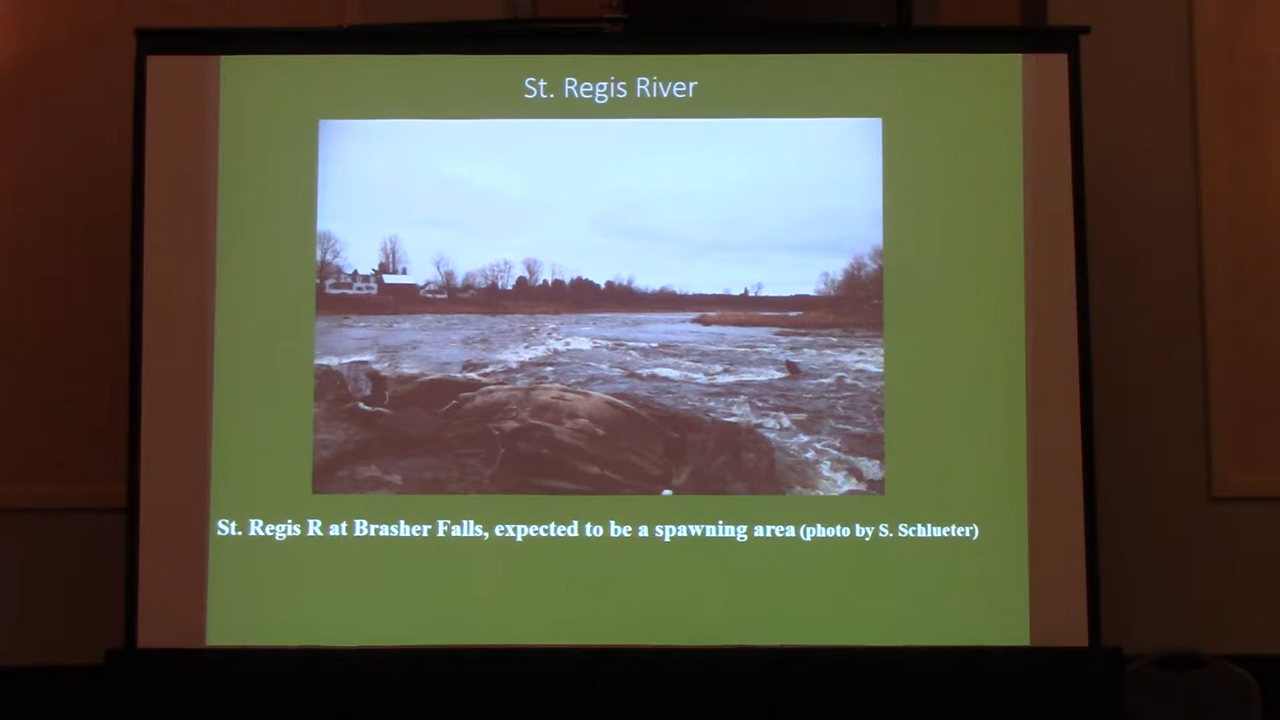 St. Regis River
St. Regis R at Brasher Falls, expected to be a spawning area (photo by S. Schlueter)